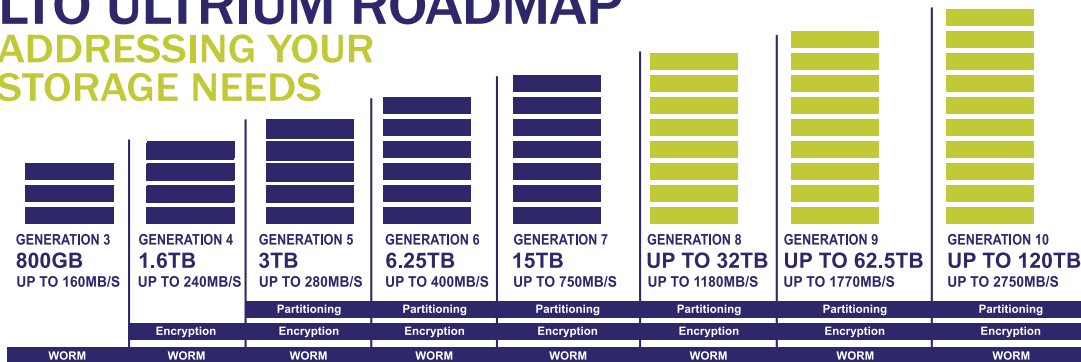 LTO ULTRIUM ROADMAP
ADDRESSING YOUR
STORAGE NEEDS
GENERATION 3
800GB
UP TO 160MB/S
GENERATION 4
1.6TB
UP TO 240MB/S
GENERATION 5
3TB
UP TO 280MB/S
GENERATION 6
6.25TB
UP TO 400MB/S
GENERATION 7
15TB
UP TO 750MB/S
GENERATION 8
UP TO 32TB
UP TO 1180MB/S
GENERATION 9
UP TO 62.5TB
UP TO 1770MB/S
GENERATION 10
UP TO 120TB
UP TO 2750MB/S
Partitioning Partitioning Partitioning Partitioning Partitioning Partitioning
Encryption Encryption Encryption Encryption Encryption Encryption Encryption
WORM WORM WORM WORM WORM WORM WORM WORM